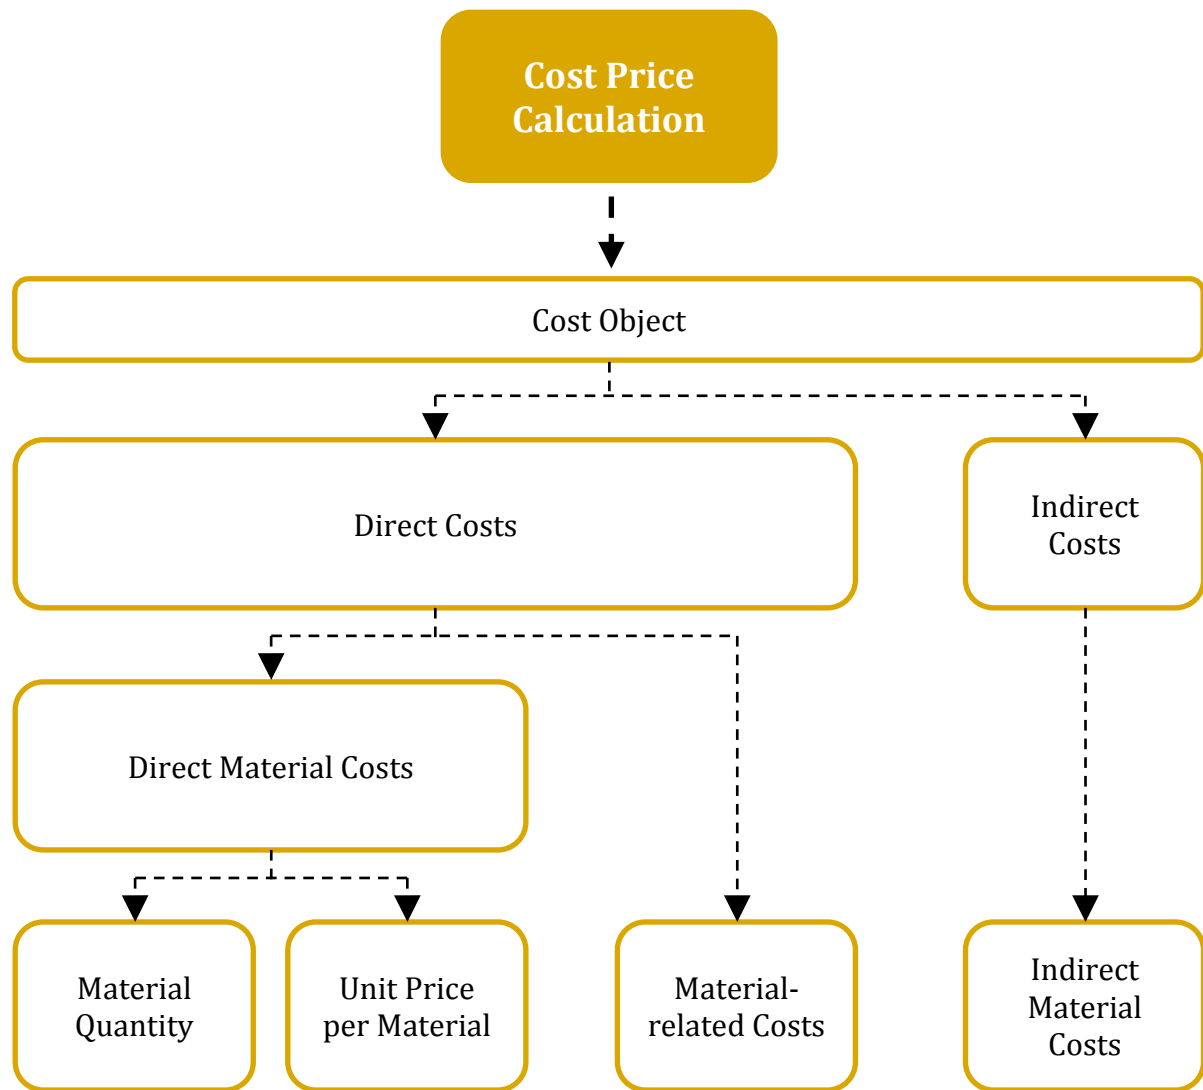 Cost Price
Calculation
Cost Object
Direct Costs
Indirect
Costs
Direct Material Costs
Material
Quantity
Unit Price
per Material
Material-
related Costs
Indirect
Material
Costs